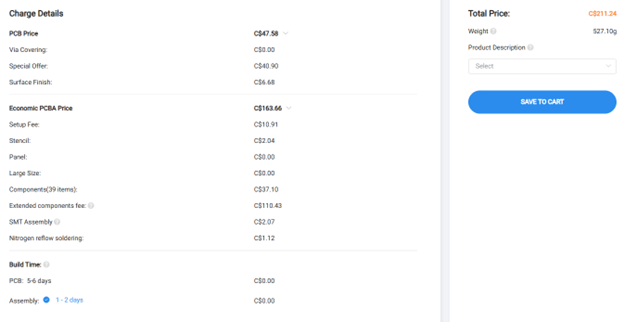 Charge Details
PCB Price C$47.58
Via Covering: C$0.00
Special Offer: C$40.90
Surface Finish: C$6.68
Economic PCBA Price C$163.66
Setup Fee: C$10.91
Stencil: C$2.04
Panel: C$0.00
Large Size: C$0.00
Components(39 items): C$37.10
Extended components fee: C$110.43
SMT Assembly C$2.07
Nitrogen reflow soldering: C$1.12
Build Time:
PCB: 5-6 days C$0.00
Assembly: 1 - 2 days C$0.00
Total Price: C$211.24
Weight 527.10g
Product Description
Select
SAVE TO CART